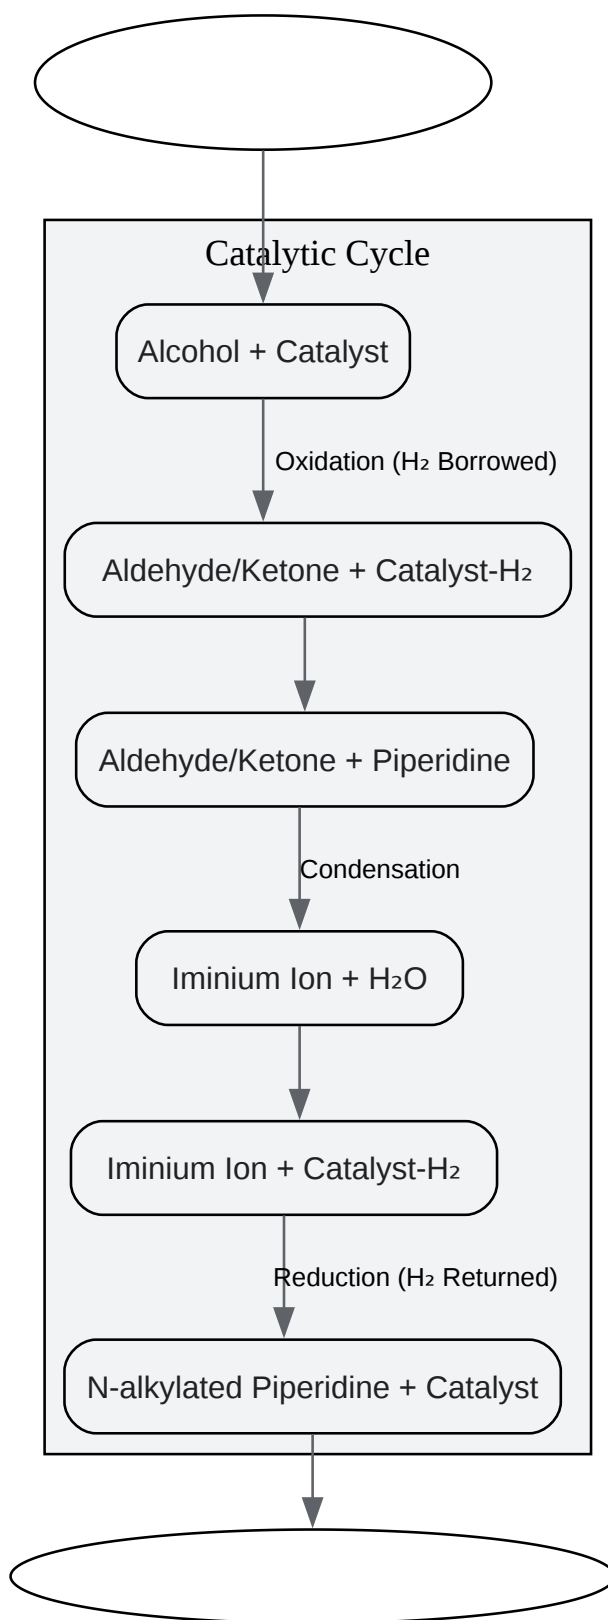 Catalytic Cycle
Alcohol + Catalyst
Oxidation (H₂ Borrowed)
Aldehyde/Ketone + Catalyst-H₂
Aldehyde/Ketone + Piperidine
Condensation
Iminium Ion + H₂O
Iminium Ion + Catalyst-H₂
Reduction (H₂ Returned)
N-alkylated Piperidine + Catalyst